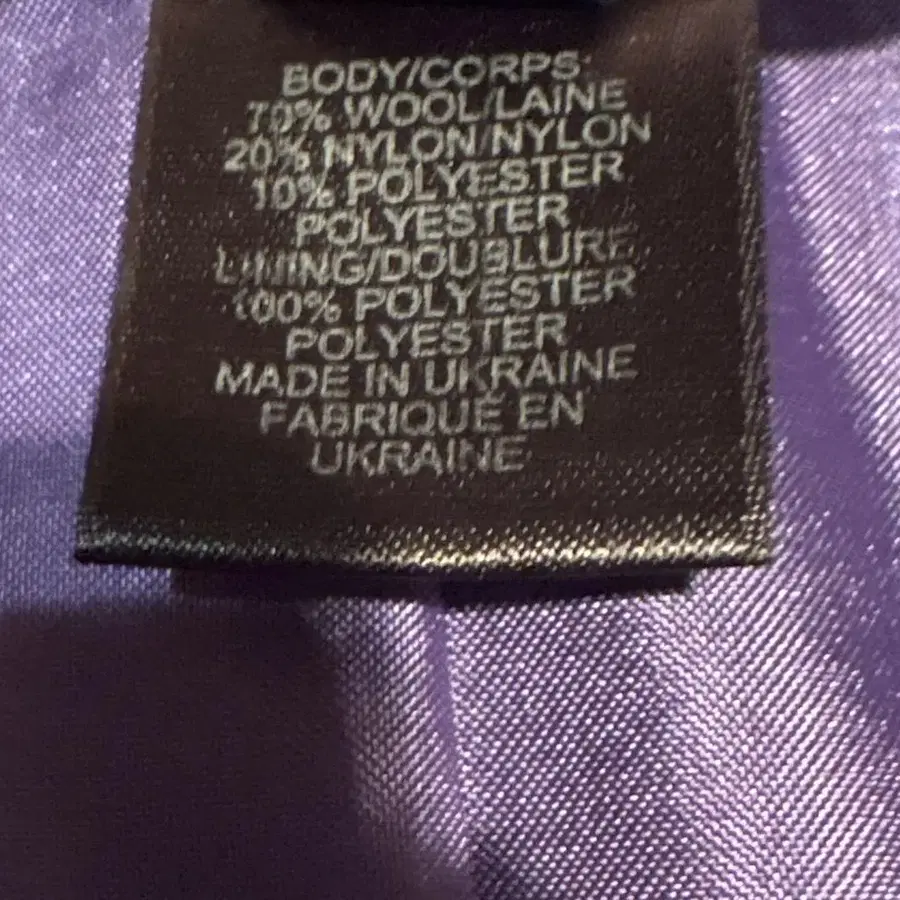 BODY/CORPS:
70% WOOL/LAINE
20% NYLON/NYLON
10% POLYESTER
POLYESTER
LINING/DOUBLURE
100% POLYESTER
POLYESTER
MADE IN UKRAINE
FABRIQUÉ EN
UKRAINE